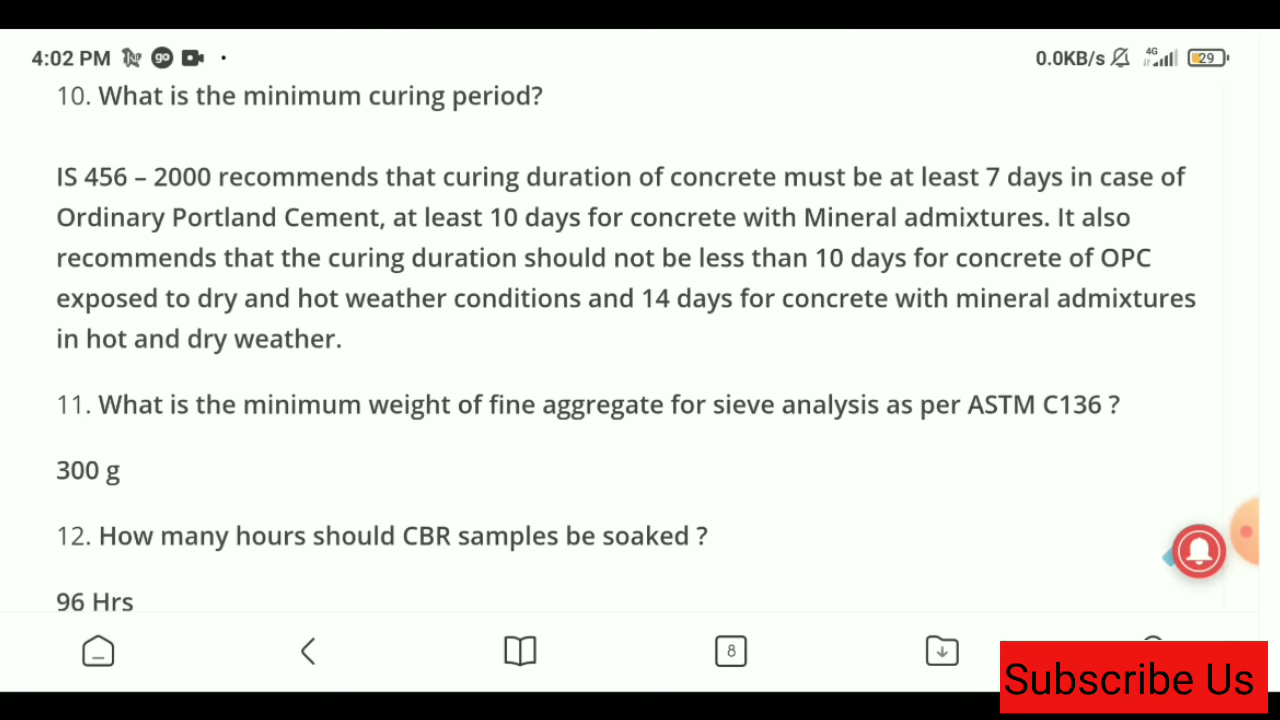 4:02 PM go
0.0KB/s 4G 29
10. What is the minimum curing period?
IS 456 – 2000 recommends that curing duration of concrete must be at least 7 days in case of
Ordinary Portland Cement, at least 10 days for concrete with Mineral admixtures. It also
recommends that the curing duration should not be less than 10 days for concrete of OPC
exposed to dry and hot weather conditions and 14 days for concrete with mineral admixtures
in hot and dry weather.
11. What is the minimum weight of fine aggregate for sieve analysis as per ASTM C136 ?
300 g
12. How many hours should CBR samples be soaked ?
96 Hrs
8
Subscribe Us